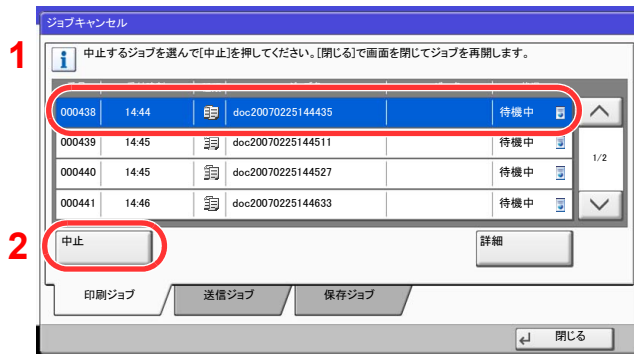 ジョブキャンセル
1
中止するジョブを選んで[中止]を押してください。[閉じる]で画面を閉じてジョブを再開します。
000438 14:44 doc20070225144435 待機中
000439 14:45 doc20070225144511 待機中
000440 14:45 doc20070225144527 待機中
1/2
000441 14:46 doc20070225144633 待機中
2
中止 詳細
印刷ジョブ 送信ジョブ 保存ジョブ
閉じる